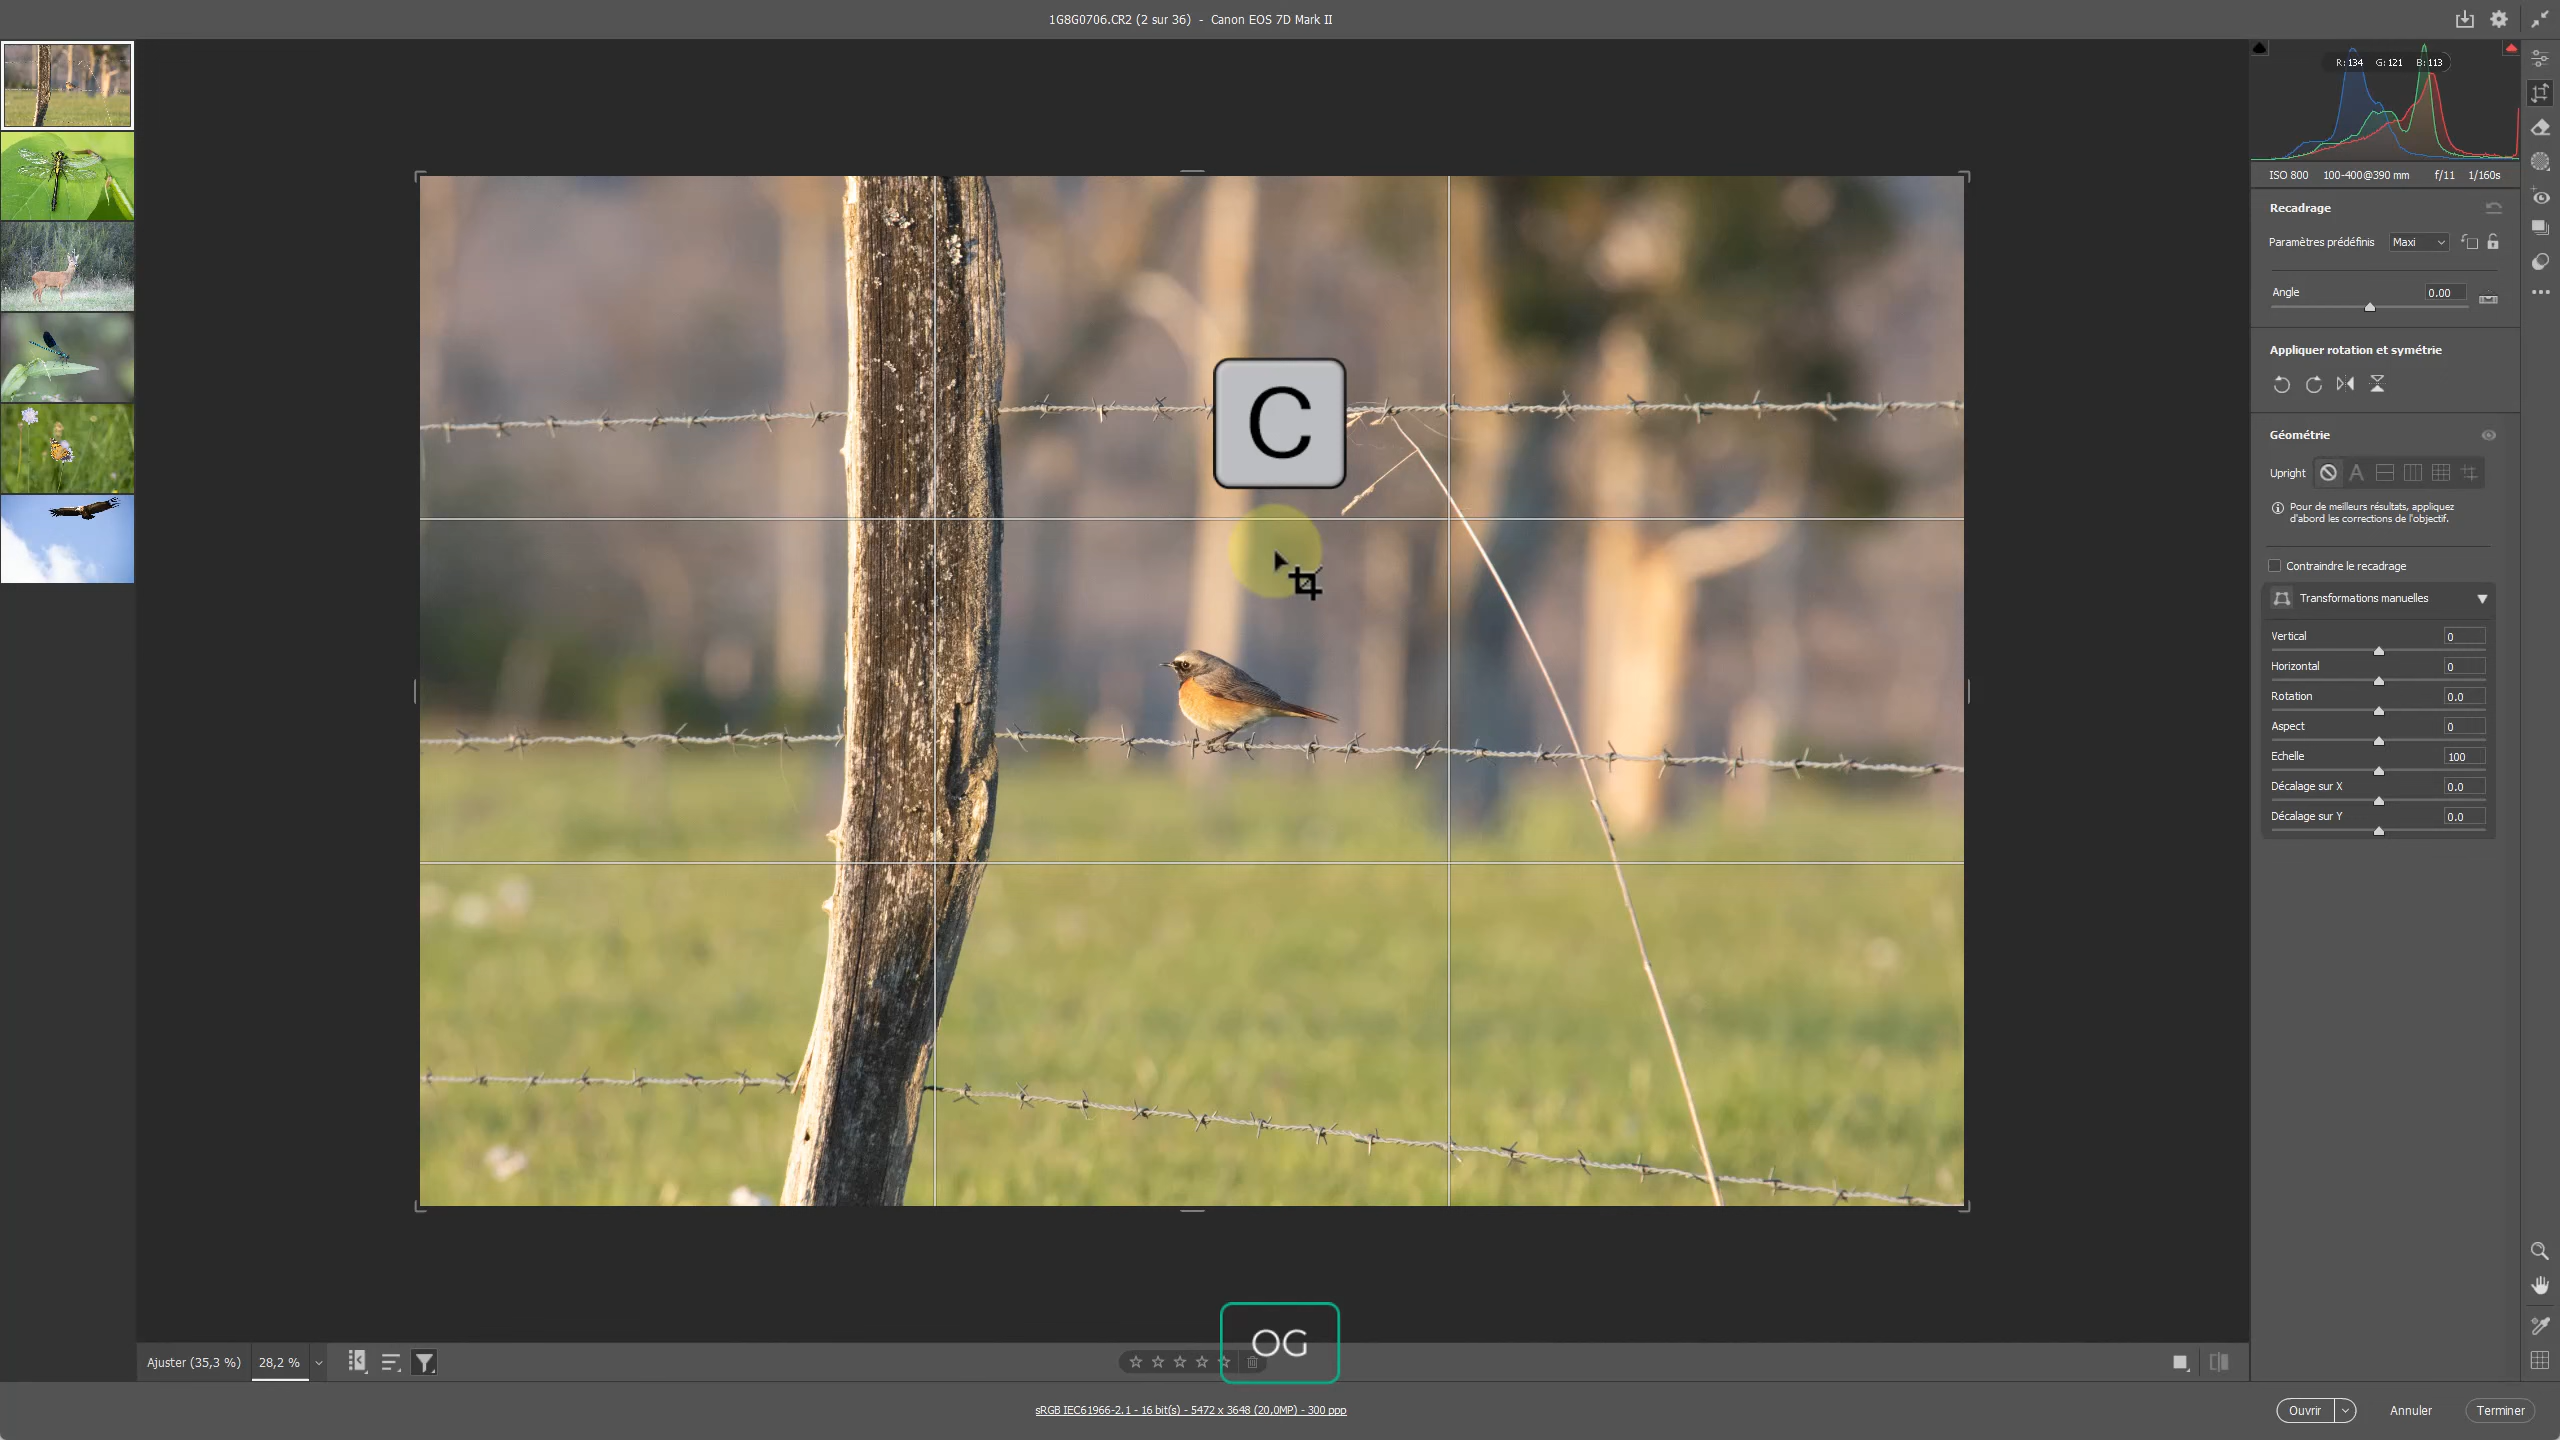 1G8G0706.CR2 (2 sur 36) - Canon EOS 7D Mark II
R: 134 G: 121 B: 113
ISO 800 100-400@390 mm f/11 1/160s
Recadrage
Paramètres prédéfinis Maxi
Angle 0.00
Appliquer rotation et symétrie
Géométrie
Upright A
Pour de meilleurs résultats, appliquez
d'abord les corrections de l'objectif.
Contraindre le recadrage
Transformations manuelles
Vertical 0
Horizontal 0
Rotation 0.0
Aspect 0
Echelle 100
Décalage sur X 0.0
Décalage sur Y 0.0
C
OG
Ajuster (35,3 %) 28,2 %
sRGB IEC61966-2.1 - 16 bit(s) - 5472 x 3648 (20,0MP) - 300 ppp
Ouvrir Annuler Terminer